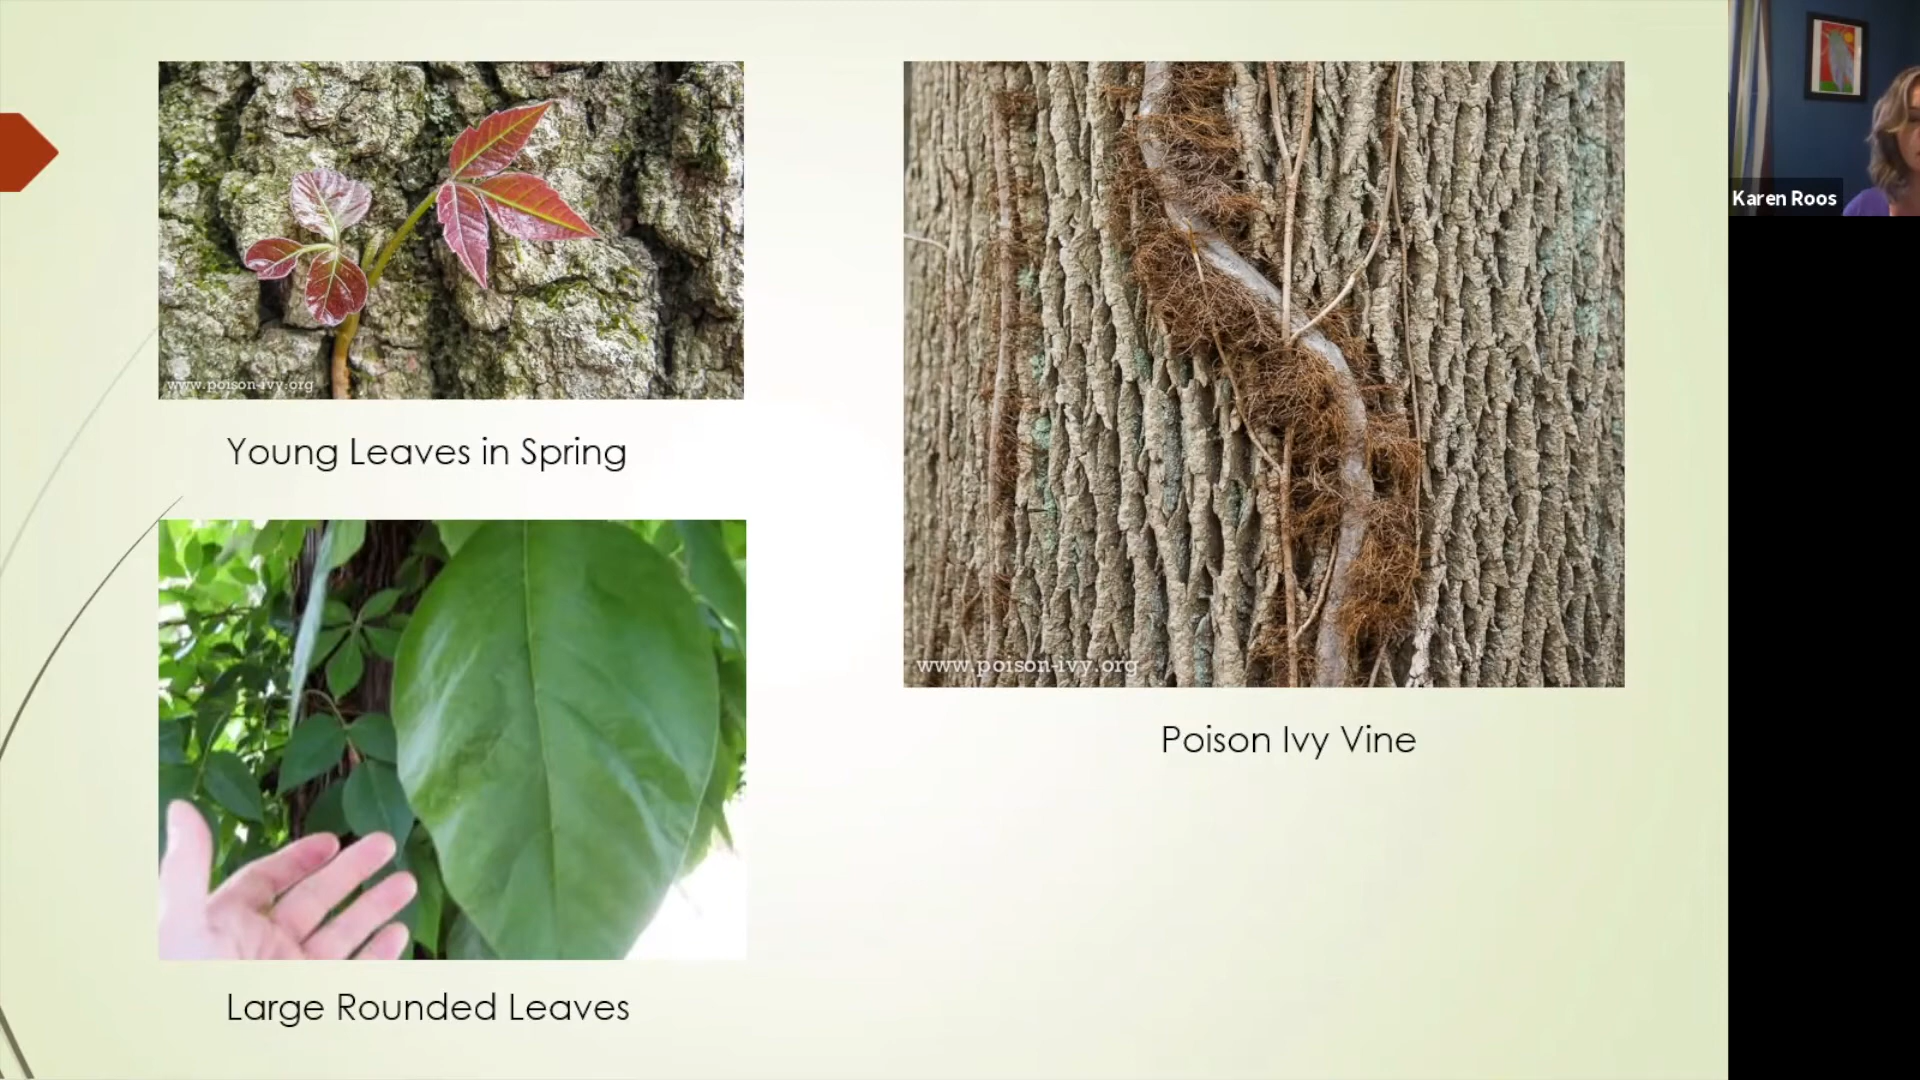 www.poison-ivy.org
Young Leaves in Spring
Large Rounded Leaves
www.poison-ivy.org
Poison Ivy Vine
Karen Roos